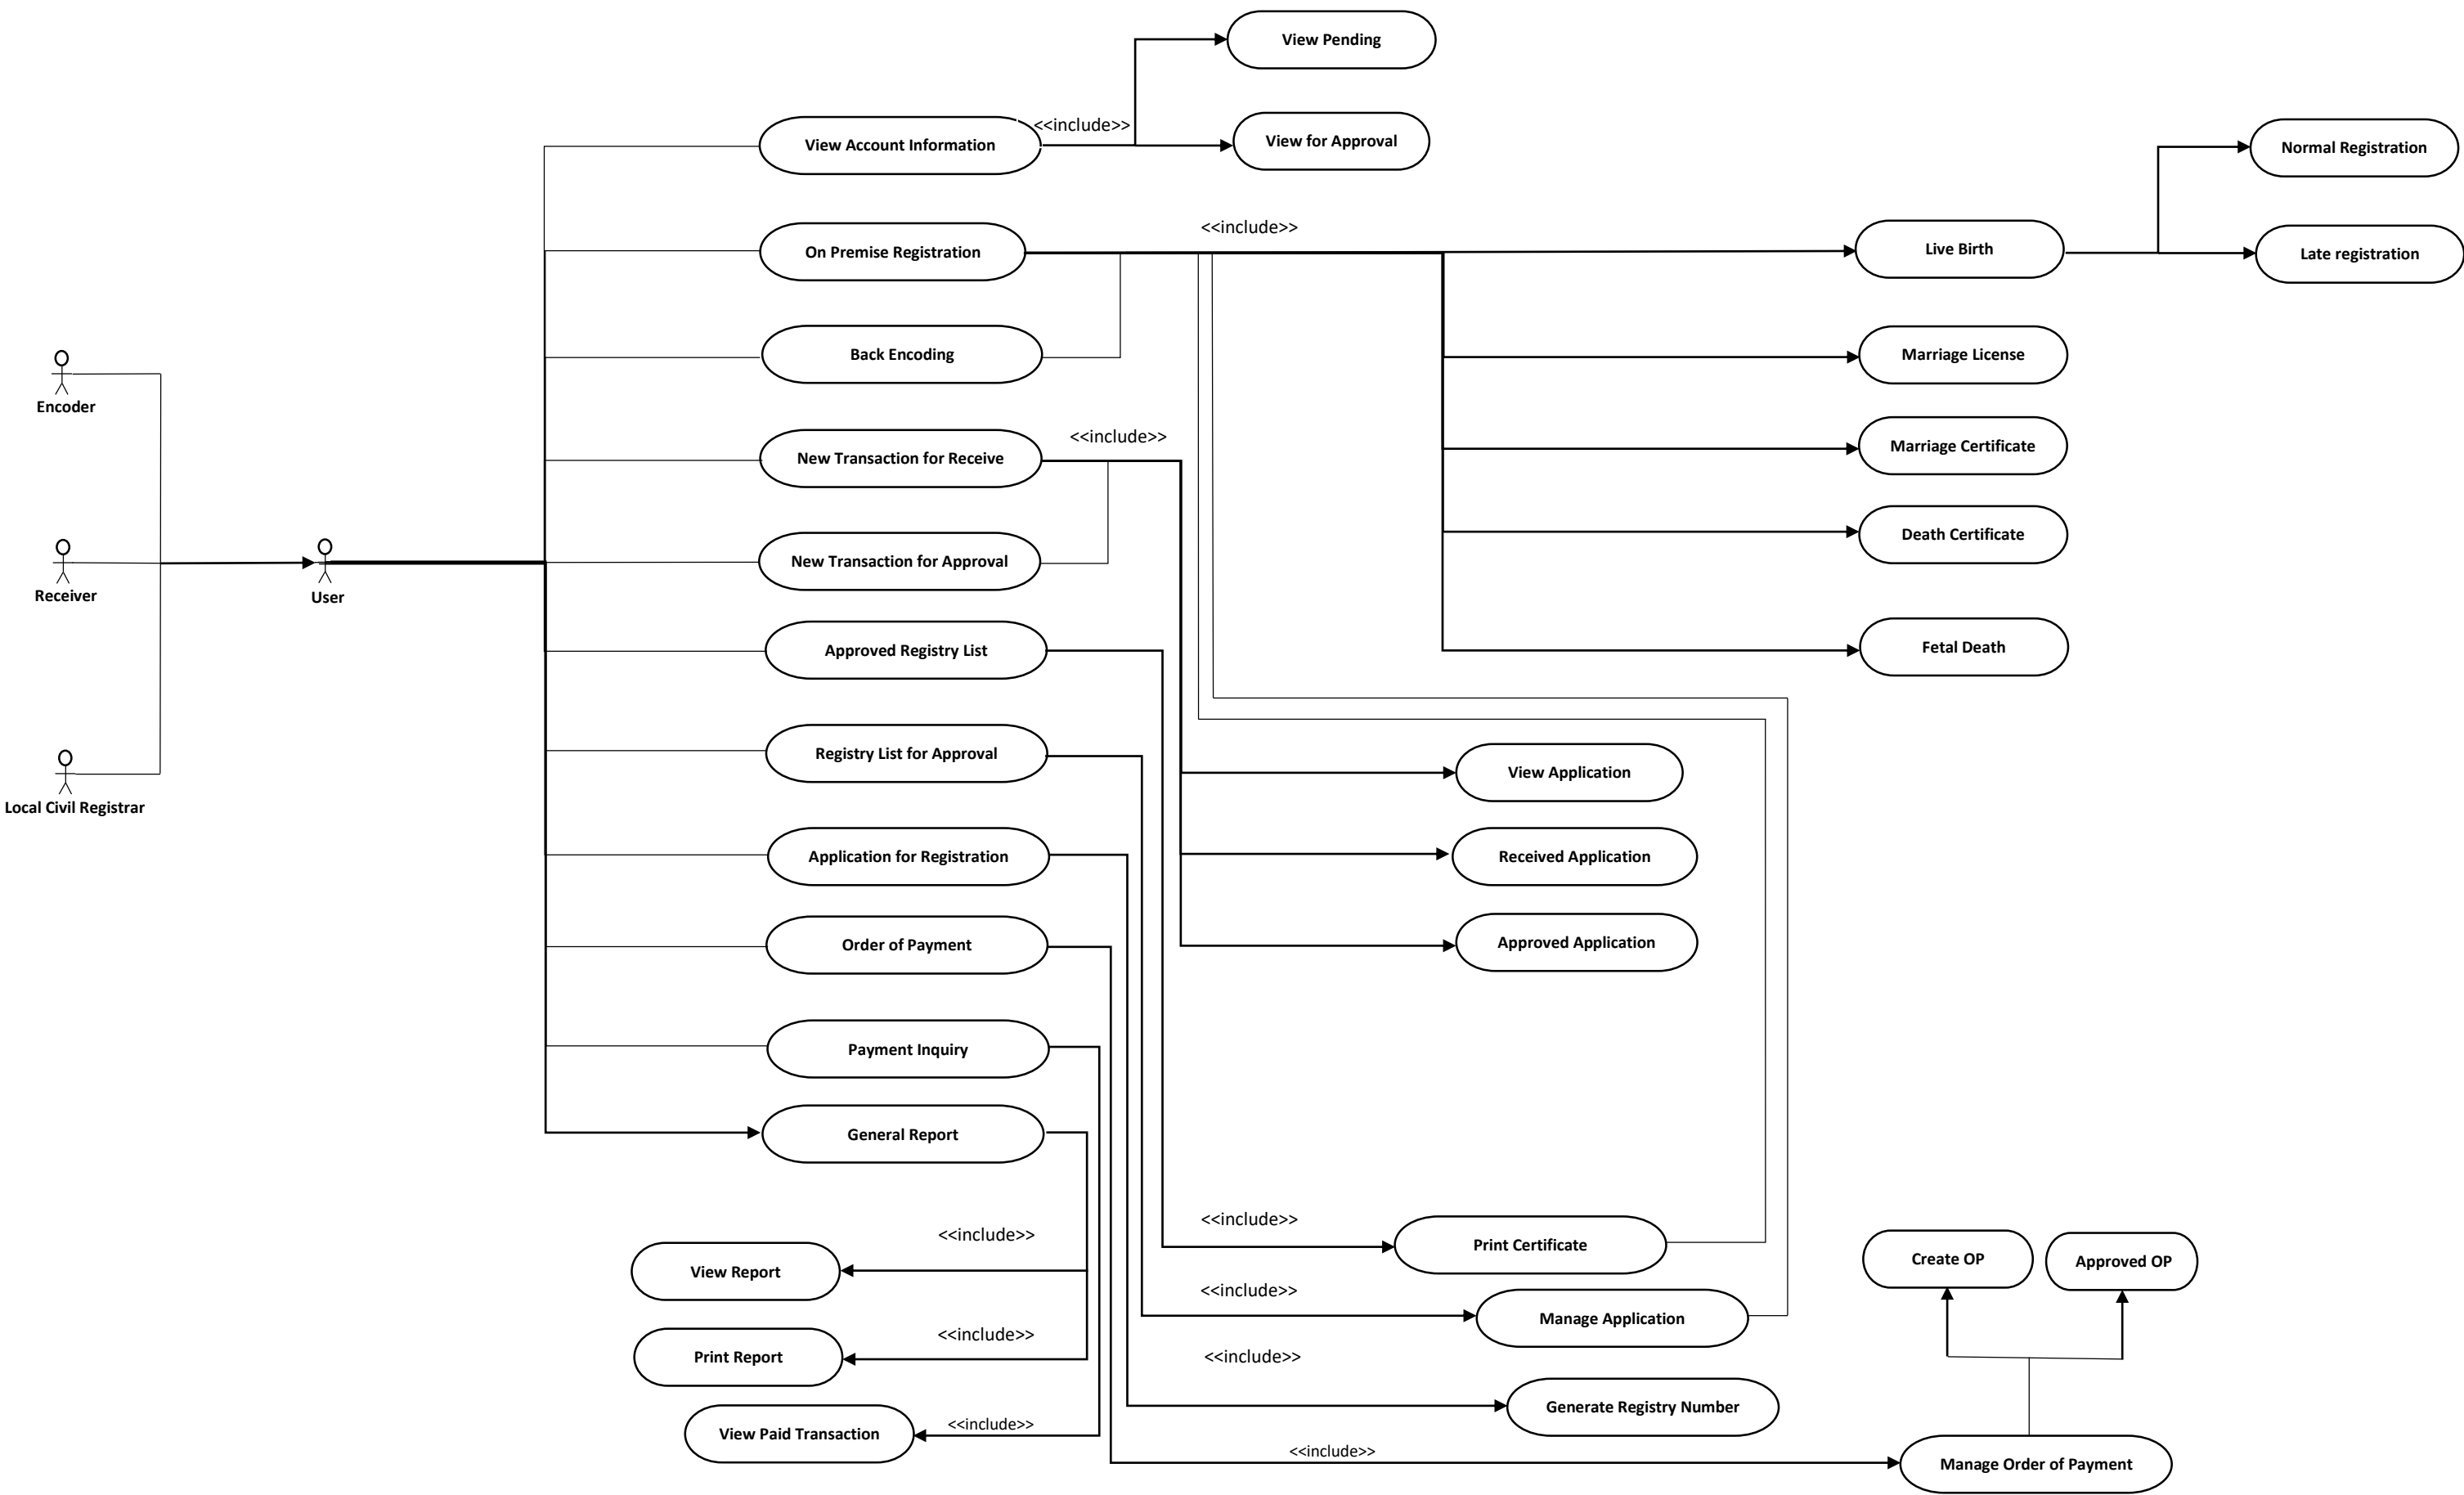 View Pending
<<include>>
View Account Information
View for Approval
Normal Registration
<<include>>
On Premise Registration
Live Birth
Late registration
Back Encoding
Marriage License
Encoder
<<include>>
New Transaction for Receive
Marriage Certificate
New Transaction for Approval
Death Certificate
Receiver
User
Approved Registry List
Fetal Death
Registry List for Approval
View Application
Local Civil Registrar
Application for Registration
Received Application
Order of Payment
Approved Application
Payment Inquiry
General Report
<<include>>
<<include>>
View Report
Print Certificate
Create OP
Approved OP
<<include>>
Manage Application
<<include>>
Print Report
<<include>>
Generate Registry Number
View Paid Transaction
<<include>>
<<include>>
Manage Order of Payment